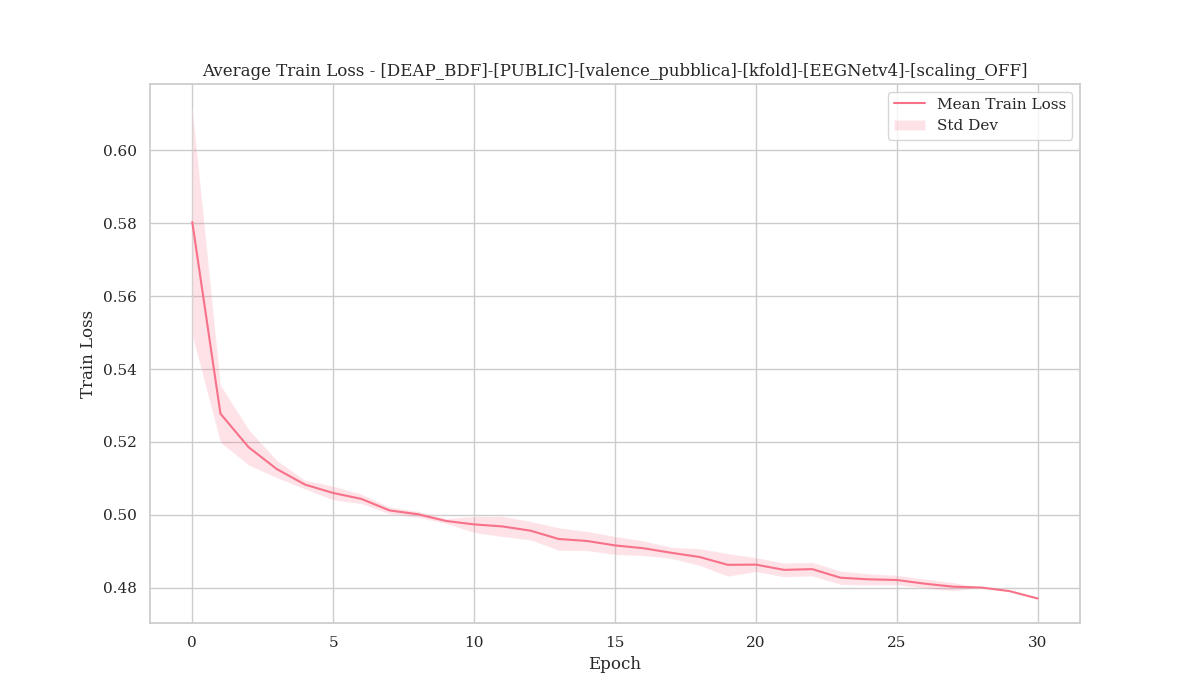 Average Train Loss - [DEAP_BDF]-[PUBLIC]-[valence_pubblica]-[kfold]-[EEGNetv4]-[scaling_OFF]
Mean Train Loss
Std Dev
0.60
0.58
0.56
0.54
0.52
0.50
0.48
Train Loss
0 5 10 15 20 25 30
Epoch